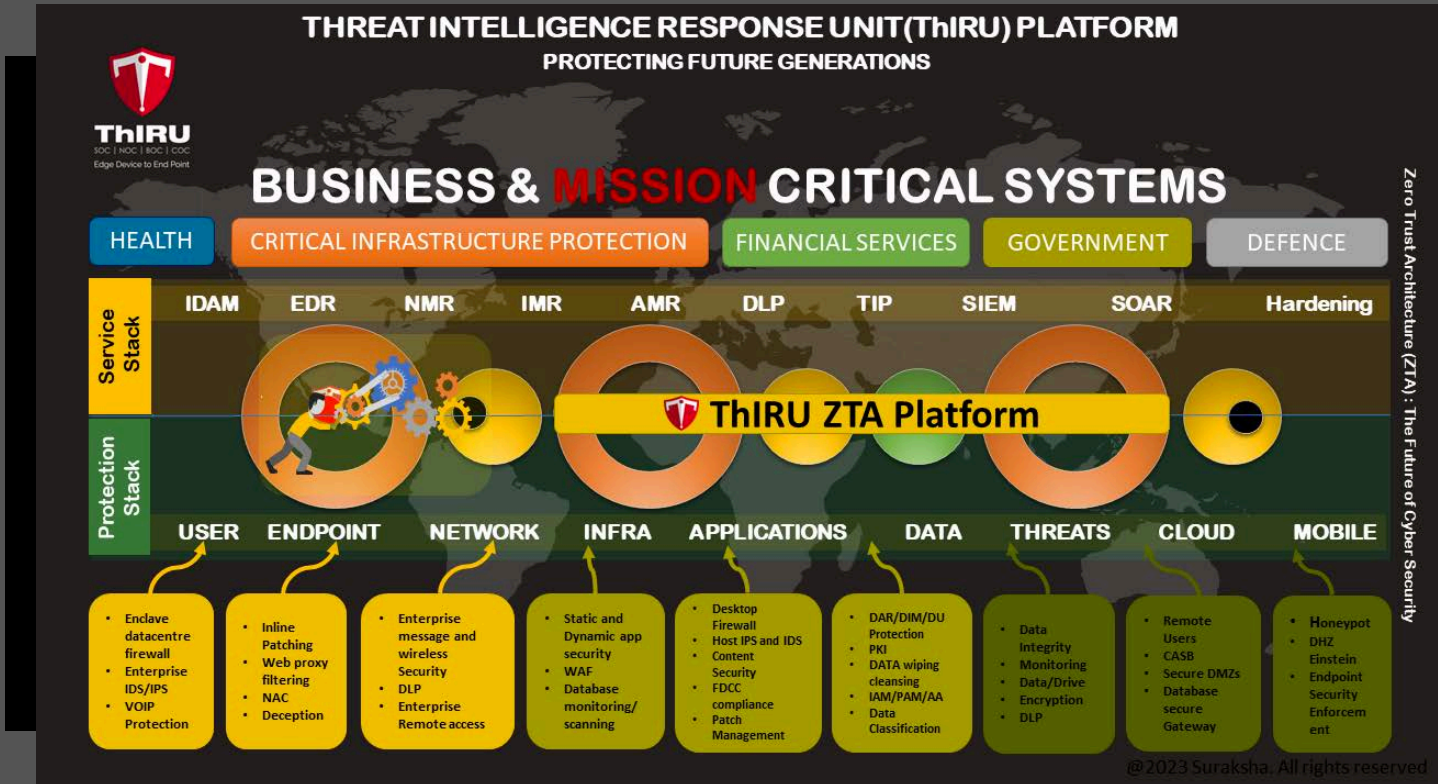 THREAT INTELLIGENCE RESPONSE UNIT(ThIRU) PLATFORM
PROTECTING FUTURE GENERATIONS
ThIRU
SOC | NOC | BOC | COC
Edge Device to End Point
BUSINESS & MISSION CRITICAL SYSTEMS
HEALTH
CRITICAL INFRASTRUCTURE PROTECTION
FINANCIAL SERVICES
GOVERNMENT
DEFENCE
Service
Stack
IDAM EDR NMR IMR AMR DLP TIP SIEM SOAR Hardening
ThIRU ZTA Platform
Protection
Stack
USER ENDPOINT NETWORK INFRA APPLICATIONS DATA THREATS CLOUD MOBILE
• Enclave
datacentre
firewall
• Enterprise
IDS/IPS
• VOIP
Protection
• Inline
Patching
• Web proxy
filtering
• NAC
• Deception
• Enterprise
message and
wireless
Security
• DLP
• Enterprise
Remote access
• Static and
Dynamic app
security
• WAF
• Database
monitoring/
scanning
• Desktop
Firewall
• Host IPS and IDS
• Content
Security
• FDCC
compliance
• Patch
Management
• DAR/DIM/DU
Protection
• PKI
• DATA wiping
cleansing
• IAM/PAM/AA
• Data
Classification
• Data
Integrity
• Monitoring
• Data/Drive
• Encryption
• DLP
• Remote
Users
• CASB
• Secure DMZs
• Database
secure
Gateway
• Honeypot
• DHZ
Einstein
• Endpoint
Security
Enforcem
ent
Zero Trust Architecture (ZTA) : The Future of Cyber Security
@2023 Suraksha. All rights reserved